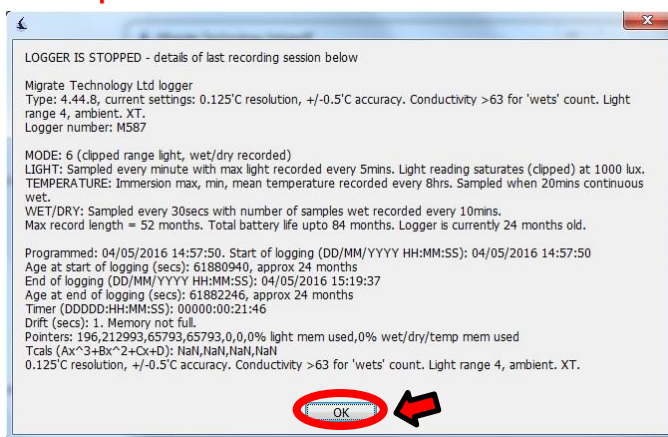 LOGGER IS STOPPED - details of last recording session below
Migrate Technology Ltd logger
Type: 4.44.8, current settings: 0.125'C resolution, +/-0.5'C accuracy. Conductivity >63 for 'wets' count. Light
range 4, ambient. XT.
Logger number: M587
MODE: 6 (clipped range light, wet/dry recorded)
LIGHT: Sampled every minute with max light recorded every 5mins. Light reading saturates (clipped) at 1000 lux.
TEMPERATURE: Immersion max, min, mean temperature recorded every 8hrs. Sampled when 20mins continuous
wet.
WET/DRY: Sampled every 30secs with number of samples wet recorded every 10mins.
Max record length = 52 months. Total battery life upto 84 months. Logger is currently 24 months old.
Programmed: 04/05/2016 14:57:50. Start of logging (DD/MM/YYYY HH:MM:SS): 04/05/2016 14:57:50
Age at start of logging (secs): 61880940, approx 24 months
End of logging (DD/MM/YYYY HH:MM:SS): 04/05/2016 15:19:37
Age at end of logging (secs): 61882246, approx 24 months
Timer (DDDDD:HH:MM:SS): 00000:00:21:46
Drift (secs): 1. Memory not full.
Pointers: 196,212993,65793,65793,0,0,0% light mem used,0% wet/dry/temp mem used
Tcals (Ax^3+Bx^2+Cx+D): NaN,NaN,NaN,NaN
0.125'C resolution, +/-0.5'C accuracy. Conductivity >63 for 'wets' count. Light range 4, ambient. XT.
OK